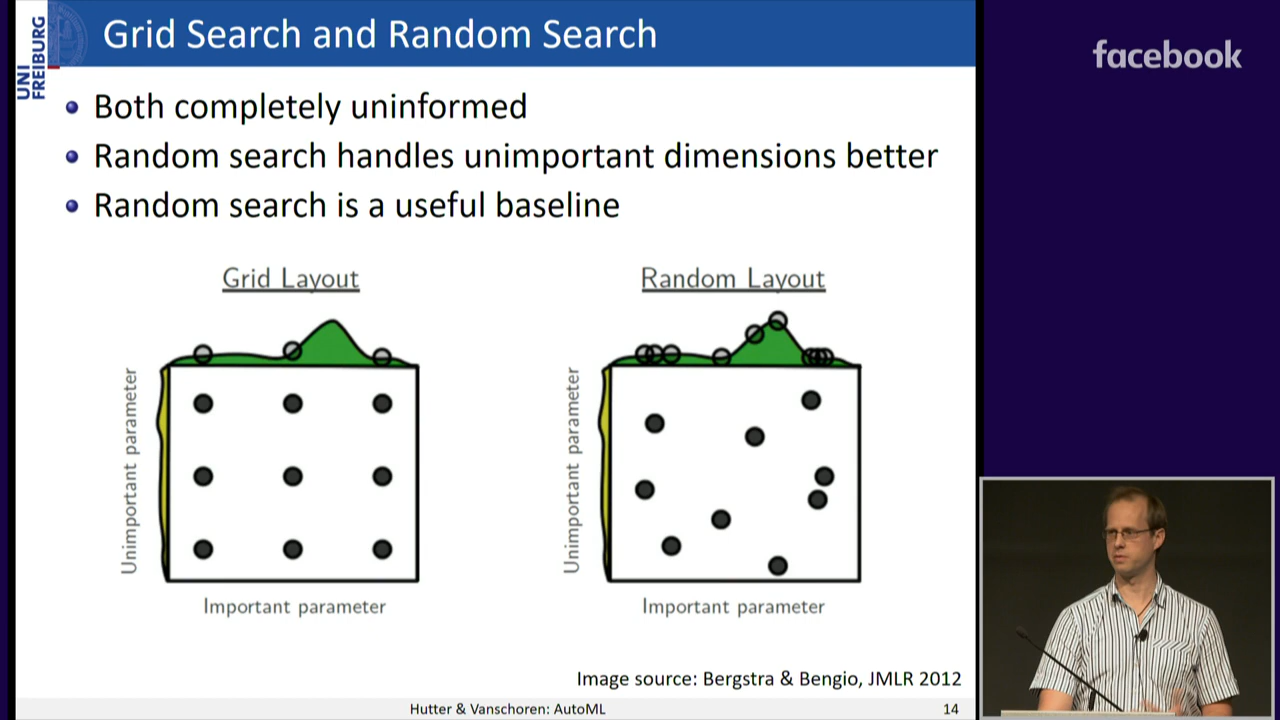 UNI
FREIBURG
Grid Search and Random Search
facebook
Both completely uninformed
Random search handles unimportant dimensions better
Random search is a useful baseline
Grid Layout
Random Layout
Unimportant parameter
Important parameter
Unimportant parameter
Important parameter
Image source: Bergstra & Bengio, JMLR 2012
Hutter & Vanschoren: AutoML
14